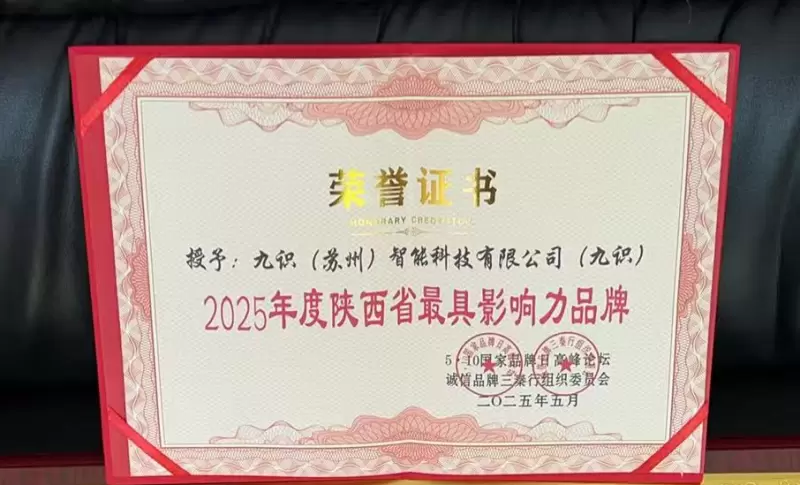 荣誉证书
HONORARY CREDENTIAL
授予：九识（苏州）智能科技有限公司（九识）
2025年度陕西省最具影响力品牌
5·10国家品牌日高峰论坛
诚信品牌三秦行组织委员会
二〇二五年五月